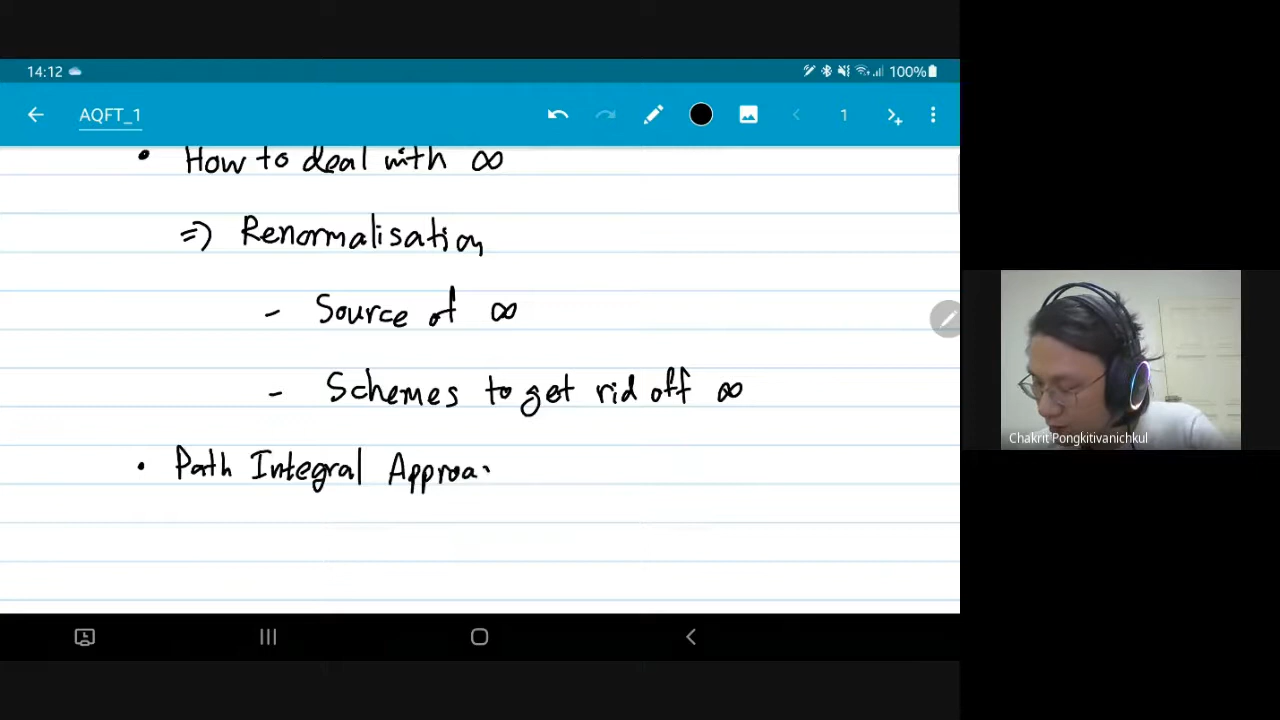 14:12
100%
AQFT_1
1
• How to deal with ∞
⇒ Renormalisation
- Source of ∞
- Schemes to get rid off ∞
• Path Integral Approa
Chakrit Pongkitivanichkul